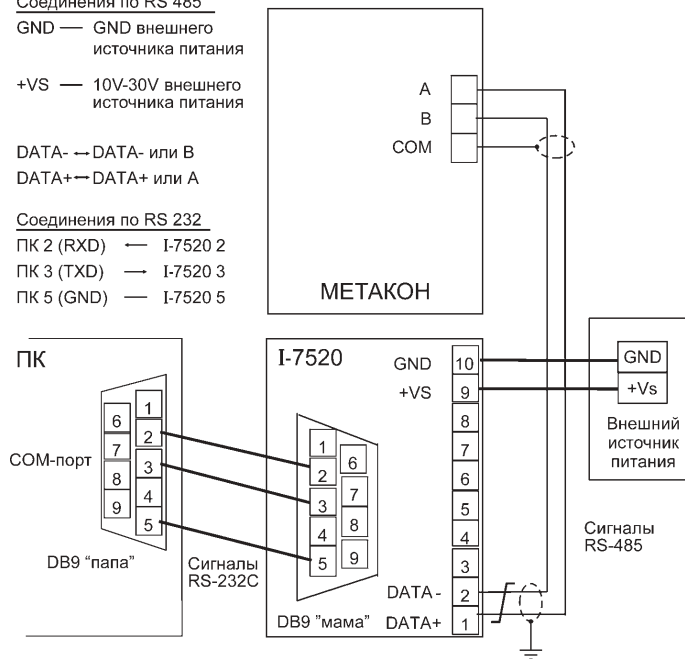 Соединения по RS 485
GND — GND внешнего
источника питания
+VS — 10V-30V внешнего
источника питания
DATA- ↔ DATA- или B
DATA+ ↔ DATA+ или A
Соединения по RS 232
ПК 2 (RXD) ← I-7520 2
ПК 3 (TXD) → I-7520 3
ПК 5 (GND) — I-7520 5
A
B
COM
МЕТАКОН
ПК
COM-порт
1
2
3
4
5
6
7
8
9
DB9 “папа”
Сигналы
RS-232C
I-7520
1
2
3
4
5
6
7
8
9
DB9 ”мама”
GND 10
+VS 9
8
7
6
5
4
3
DATA- 2
DATA+ 1
GND
+Vs
Внешний
источник
питания
Сигналы
RS-485